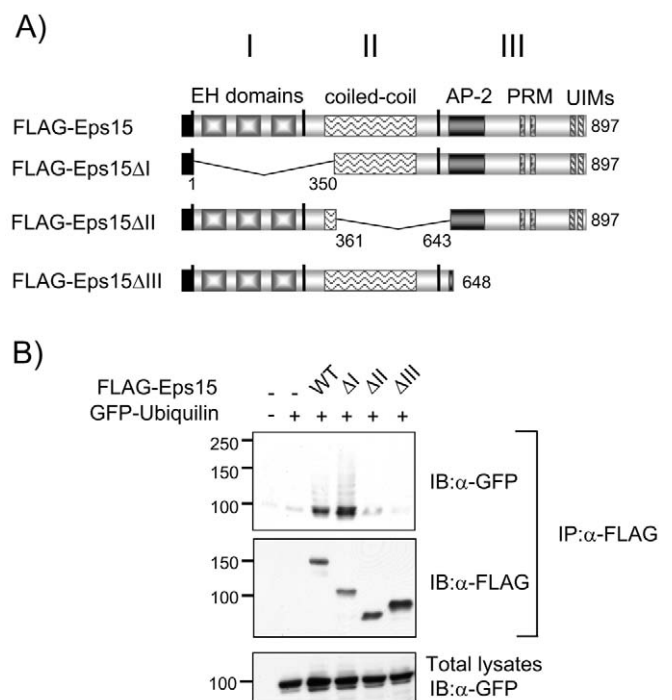 A)
I II III
EH domains coiled-coil AP-2 PRM UIMs
FLAG-Eps15 897
FLAG-Eps15ΔI 897
1 350
FLAG-Eps15ΔII 897
361 643
FLAG-Eps15ΔIII 648
B)
FLAG-Eps15 - - WT ΔI ΔII ΔIII
GFP-Ubiquilin - + + + + +
250
150
100
IB:α-GFP
IP:α-FLAG
150
100
IB:α-FLAG
Total lysates
100 IB:α-GFP